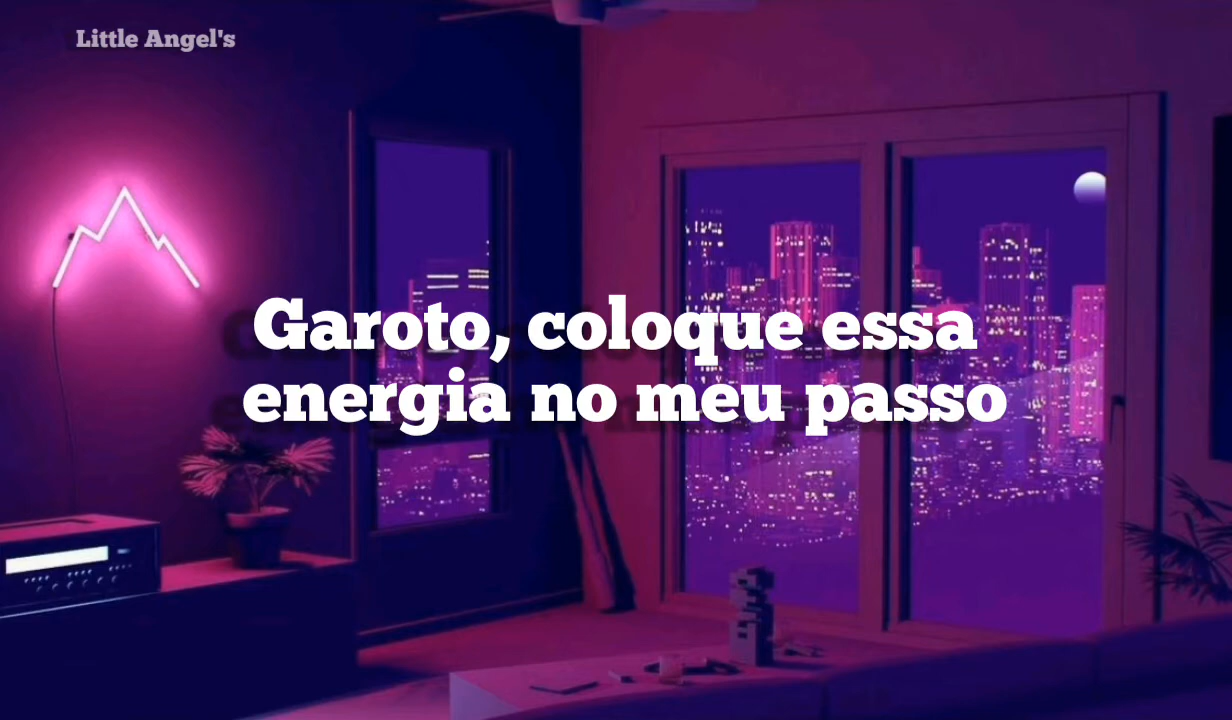 Little Angel's
Garoto, coloque essa
energia no meu passo